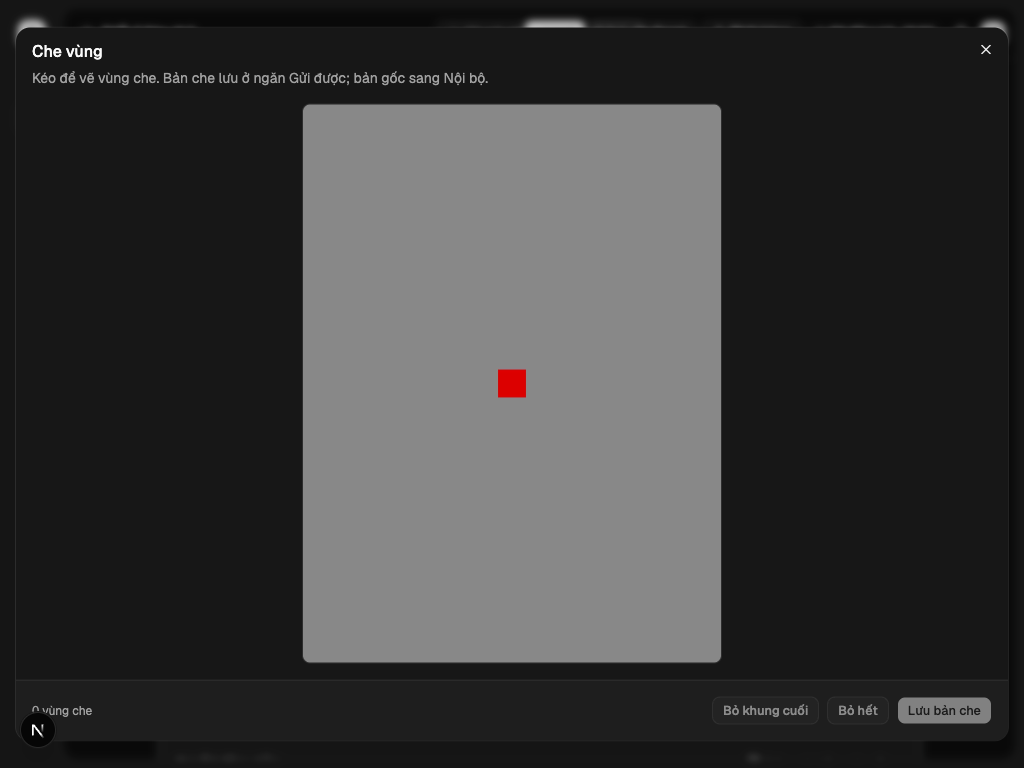 Che vùng
Kéo để vẽ vùng che. Bản che lưu ở ngăn Gửi được; bản gốc sang Nội bộ.
0 vùng che
N
Bỏ khung cuối
Bỏ hết
Lưu bản che